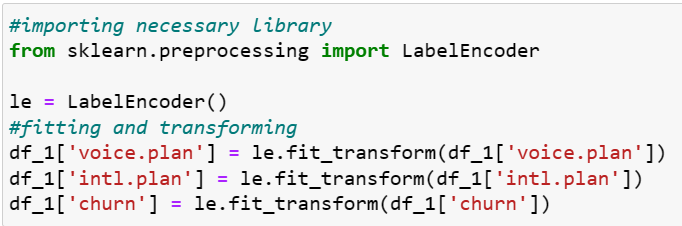 #importing necessary library
from sklearn.preprocessing import LabelEncoder
le = LabelEncoder()
#fitting and transforming
df_1['voice.plan'] = le.fit_transform(df_1['voice.plan'])
df_1['intl.plan'] = le.fit_transform(df_1['intl.plan'])
df_1['churn'] = le.fit_transform(df_1['churn'])